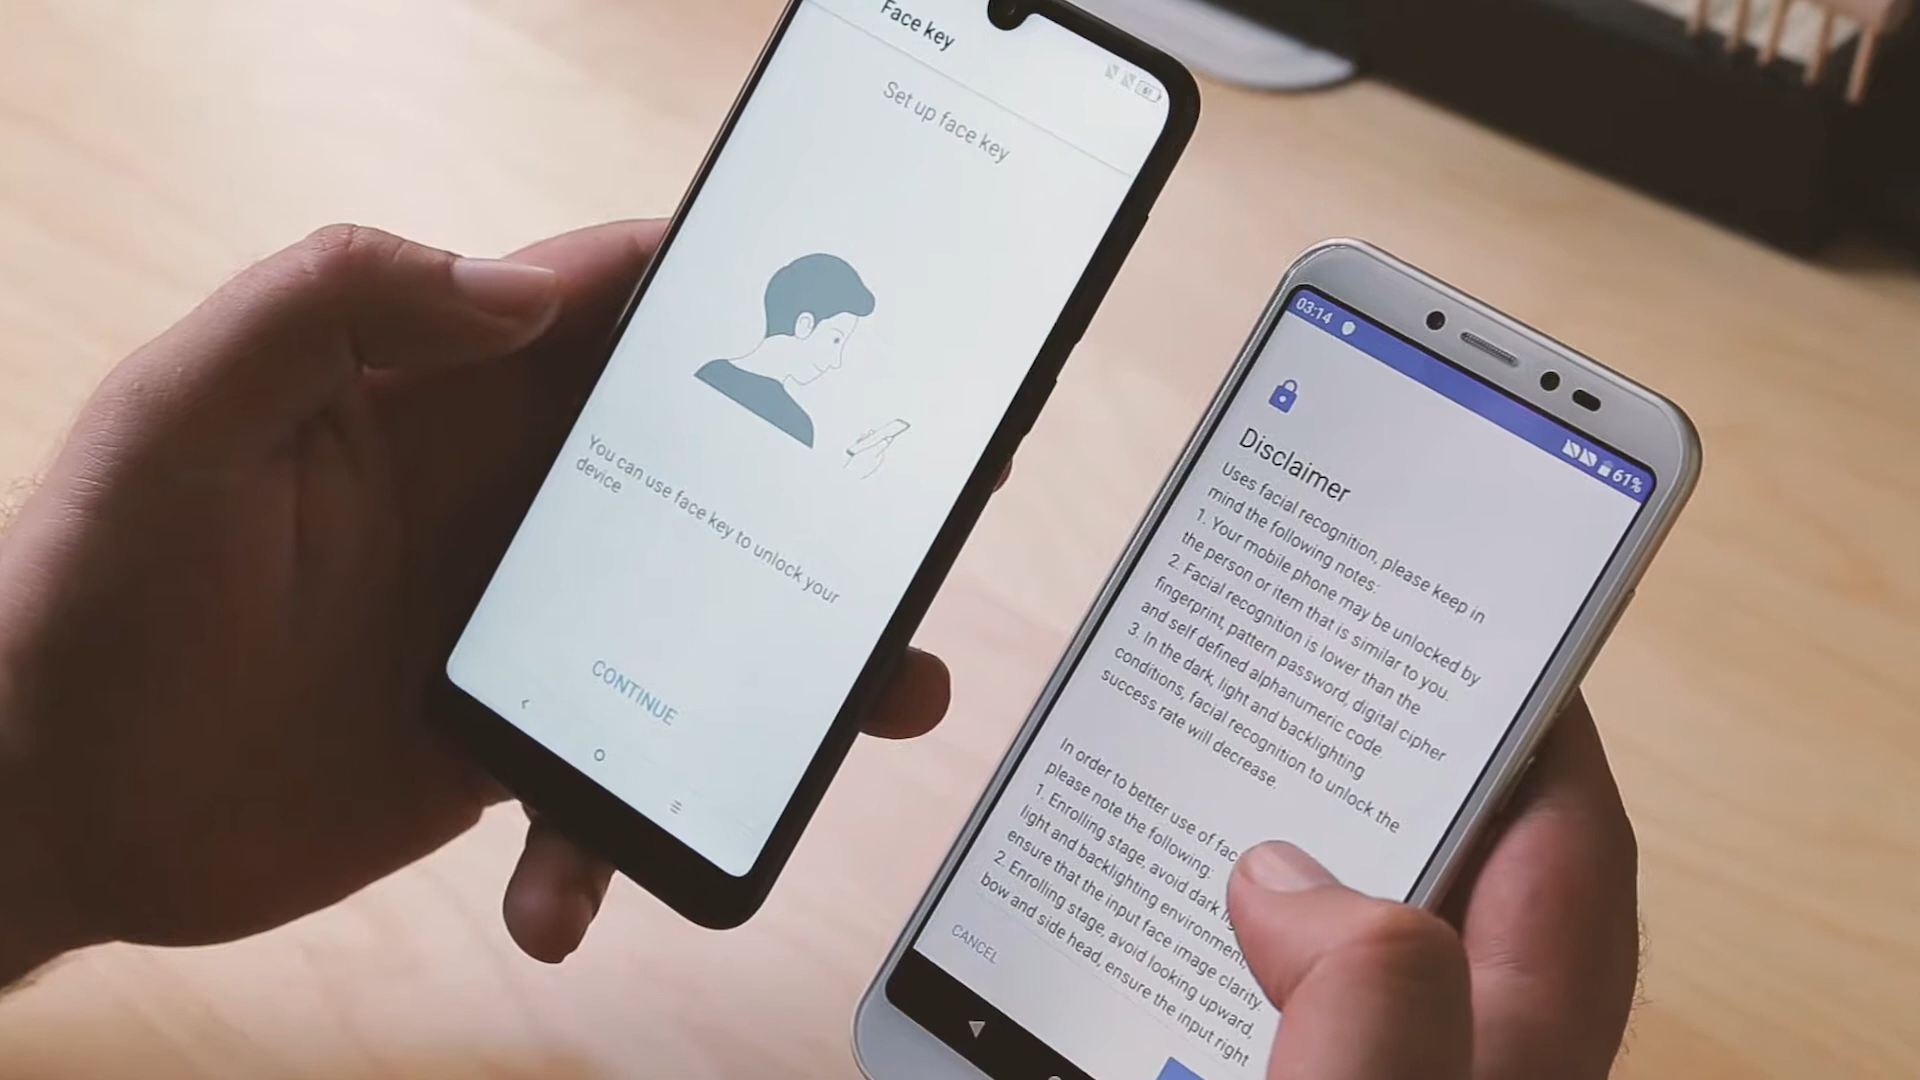 Face key
61
Set up face key
You can use face key to unlock your
device
CONTINUE
03:14
61%
Disclaimer
Uses facial recognition, please keep in
mind the following notes:
1. Your mobile phone may be unlocked by
the person or item that is similar to you.
2. Facial recognition is lower than the
fingerprint, pattern password, digital cipher
and self defined alphanumeric code.
3. In the dark, light and backlighting
conditions, facial recognition to unlock the
success rate will decrease.
In order to better use of
please note the following:
1. Enrolling stage, avoid dark
light and backlighting environment,
ensure that the input face image clarity.
2. Enrolling stage, avoid looking upward,
bow and side head, ensure the input right
CANCEL